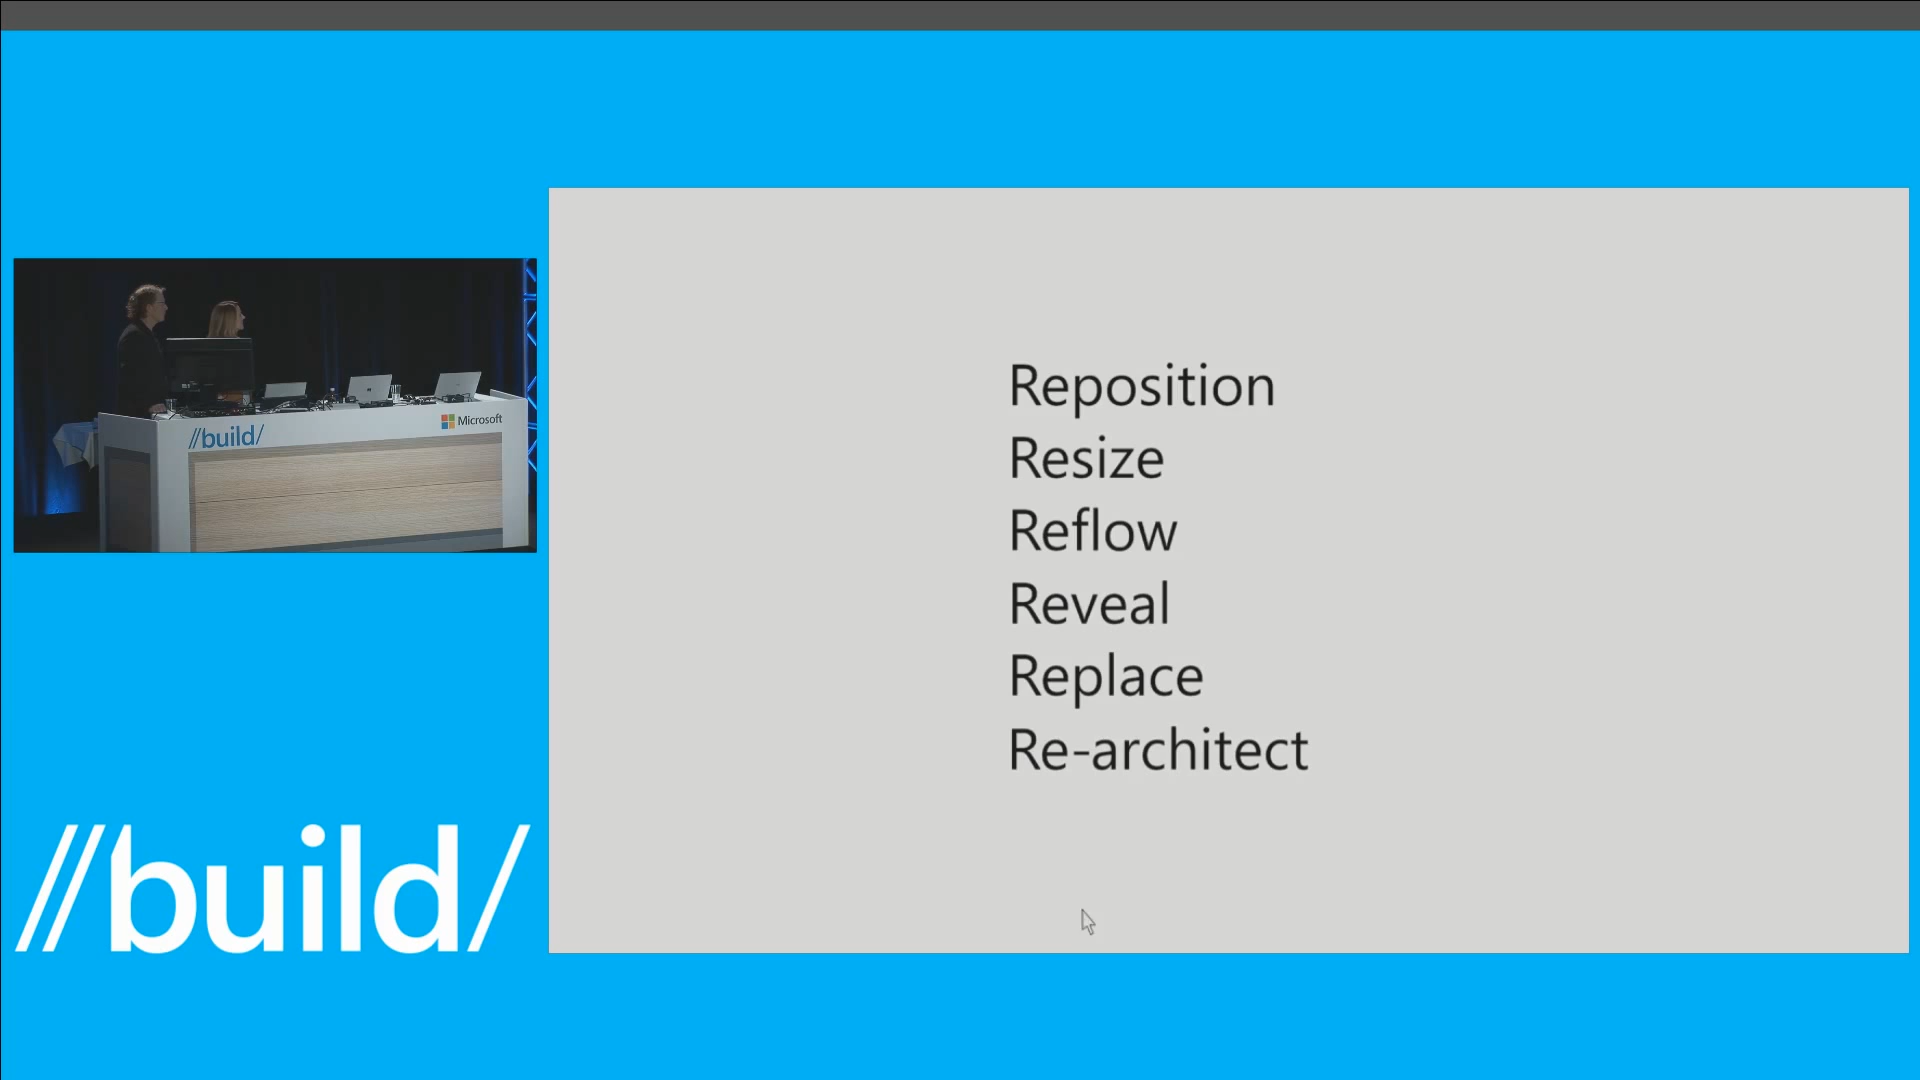 //build/
Microsoft
Reposition
Resize
Reflow
Reveal
Replace
Re-architect
//build/